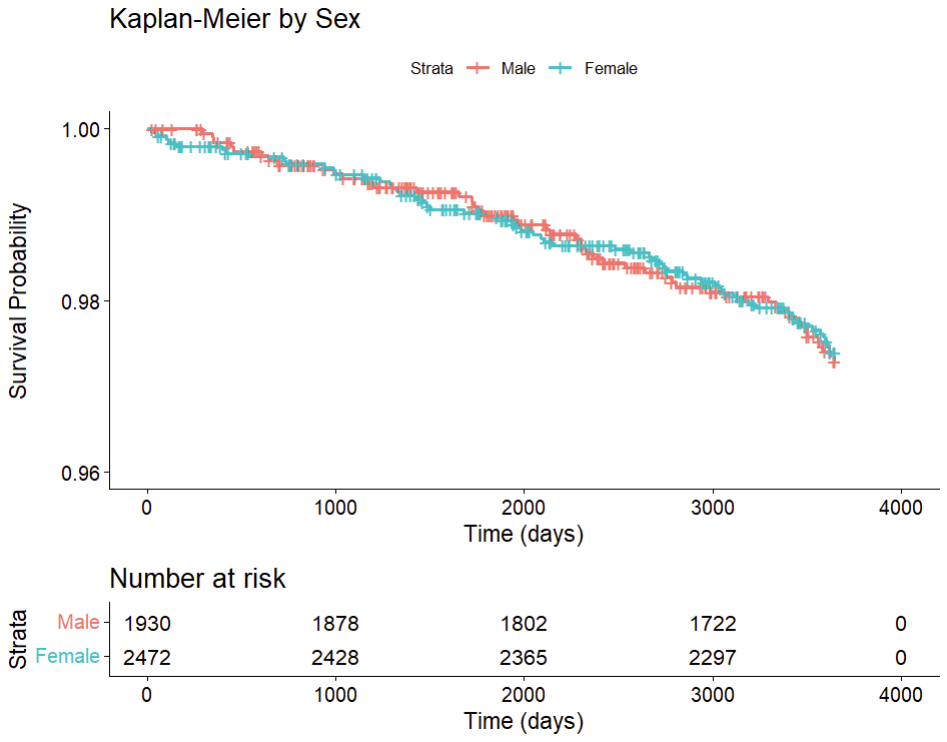 Kaplan-Meier by Sex
Strata Male Female
Survival Probability
1.00
0.98
0.96
0 1000 2000 3000 4000
Time (days)
Number at risk
Strata
Male 1930 1878 1802 1722 0
Female 2472 2428 2365 2297 0
0 1000 2000 3000 4000
Time (days)